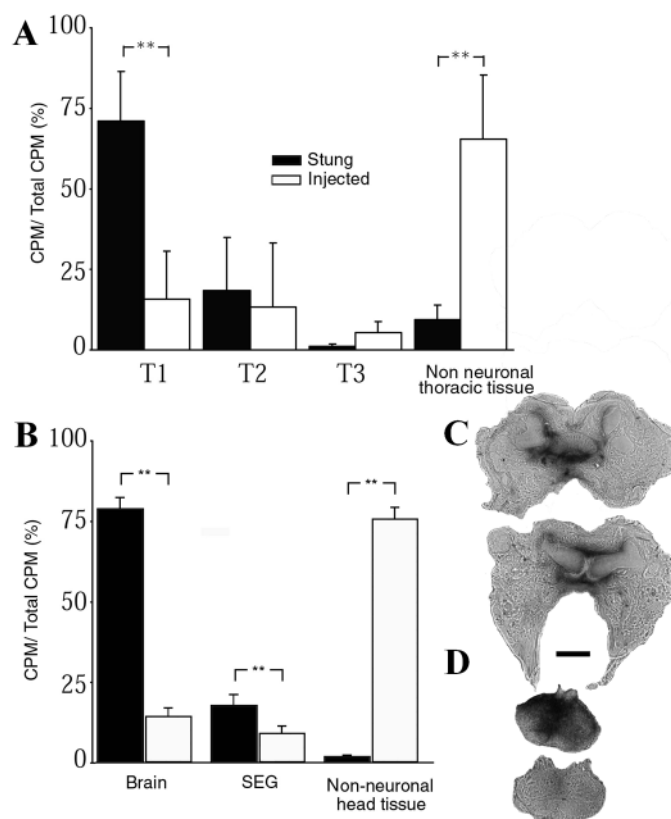 A
100
75
50
25
0
CPM/ Total CPM (%)
**
**
Stung
Injected
T1 T2 T3 Non neuronal
thoracic tissue
B
100
75
50
25
0
CPM/ Total CPM (%)
**
**
**
Brain SEG Non-neuronal
head tissue
C
D